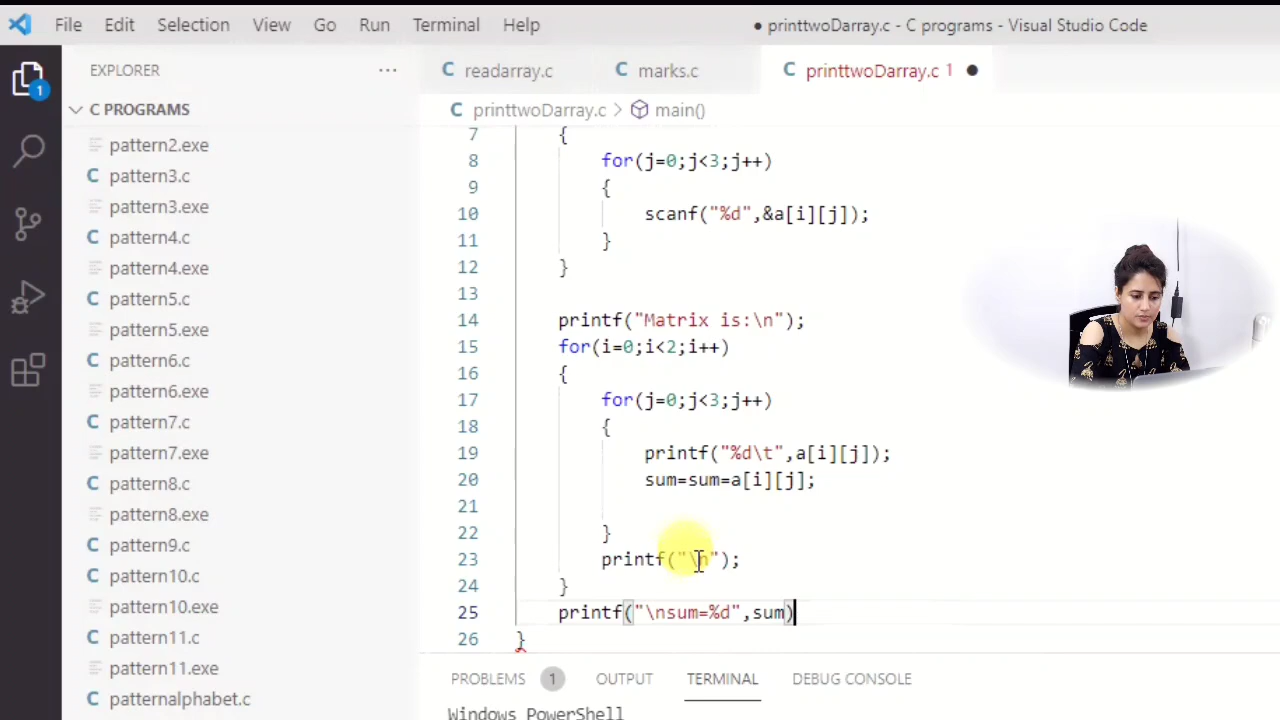 File Edit Selection View Go Run Terminal Help ● printtwoDarray.c - C programs - Visual Studio Code
1
EXPLORER ...
C PROGRAMS
pattern2.exe
C pattern3.c
pattern3.exe
C pattern4.c
pattern4.exe
C pattern5.c
pattern5.exe
C pattern6.c
pattern6.exe
C pattern7.c
pattern7.exe
C pattern8.c
pattern8.exe
C pattern9.c
C pattern10.c
pattern10.exe
C pattern11.c
pattern11.exe
C patternalphabet.c
C readarray.c C marks.c C printtwoDarray.c 1 ●
C printtwoDarray.c > main()
7 {
8 for(j=0;j<3;j++)
9 {
10 scanf("%d",&a[i][j]);
11 }
12 }
13
14 printf("Matrix is:\n");
15 for(i=0;i<2;i++)
16 {
17 for(j=0;j<3;j++)
18 {
19 printf("%d\t",a[i][j]);
20 sum=sum=a[i][j];
21
22 }
23 printf("\n");
24 }
25 printf("\nsum=%d",sum)
26 }
PROBLEMS 1 OUTPUT TERMINAL DEBUG CONSOLE
Windows PowerShell